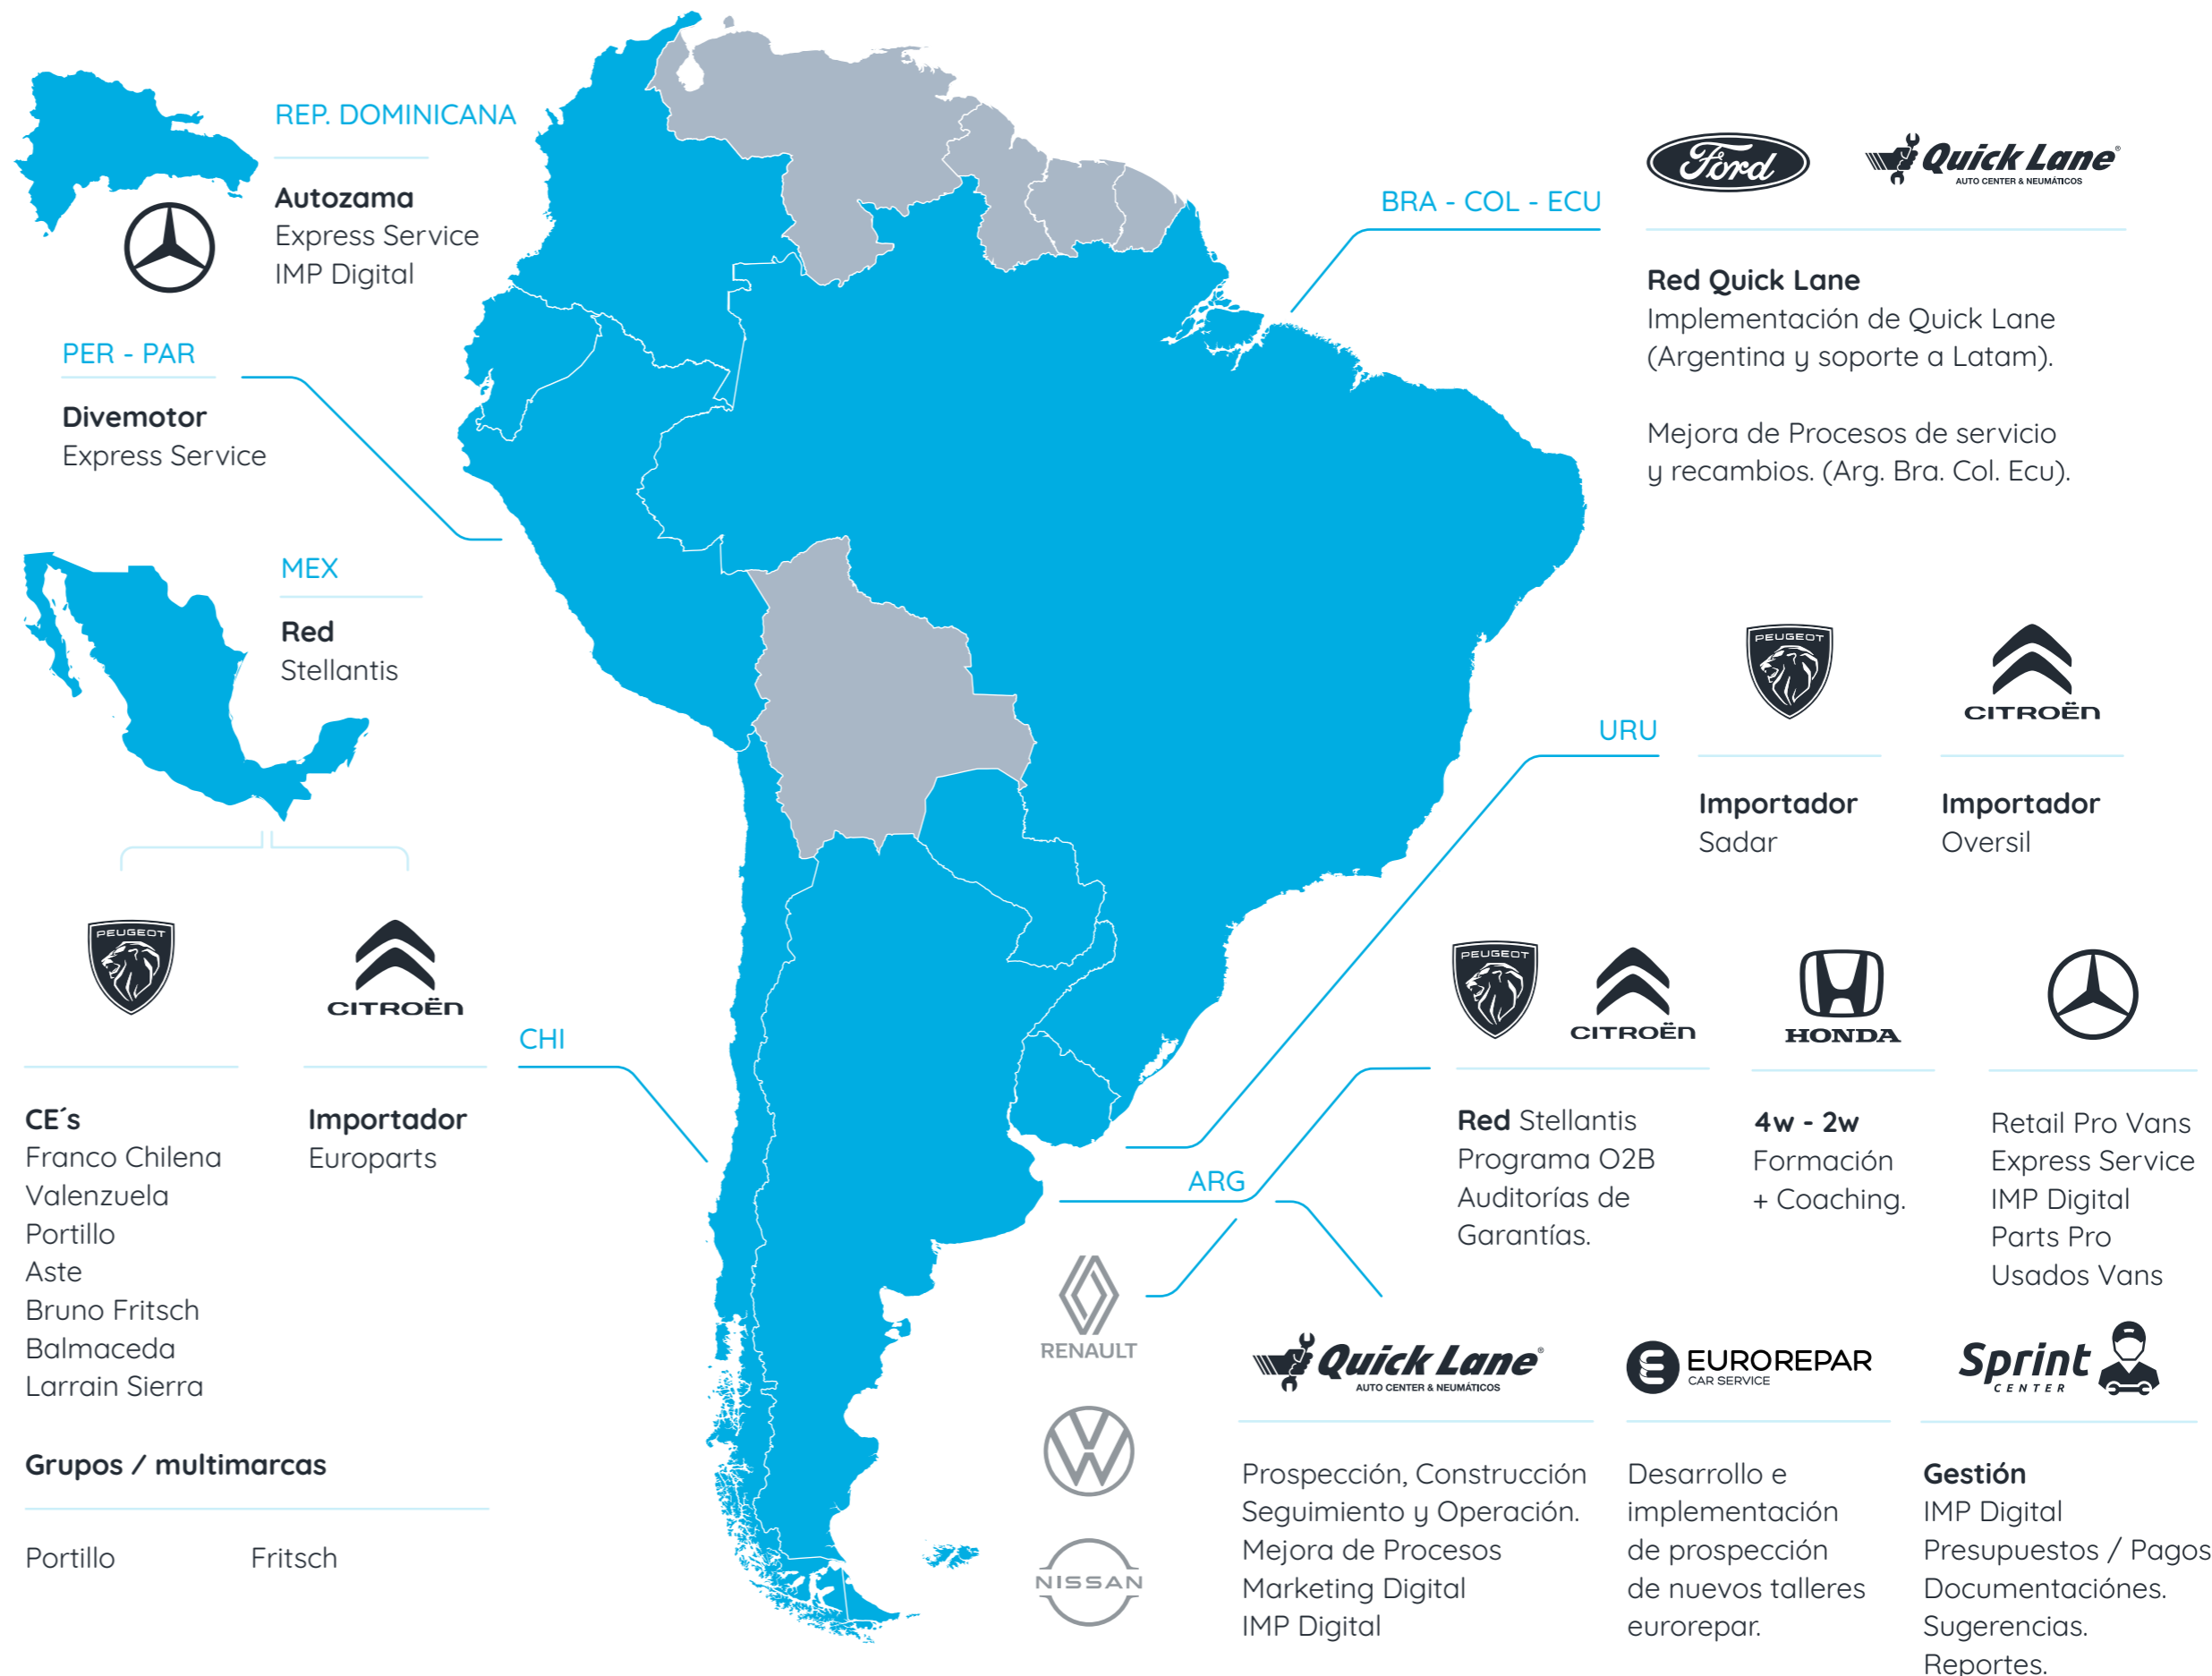 REP. DOMINICANA
Autozama
Express Service
IMP Digital
PER - PAR
Divemotor
Express Service
MEX
Red
Stellantis
PEUGEOT
CITROËN
CHI
CE´s
Franco Chilena
Valenzuela
Portillo
Aste
Bruno Fritsch
Balmaceda
Larrain Sierra
Importador
Europarts
Grupos / multimarcas
Portillo
Fritsch
BRA - COL - ECU
Ford
Quick Lane®
AUTO CENTER & NEUMÁTICOS
Red Quick Lane
Implementación de Quick Lane
(Argentina y soporte a Latam).
Mejora de Procesos de servicio
y recambios. (Arg. Bra. Col. Ecu).
URU
PEUGEOT
CITROËN
Importador
Sadar
Importador
Oversil
ARG
PEUGEOT
CITROËN
HONDA
Red Stellantis
Programa O2B
Auditorías de
Garantías.
4w - 2w
Formación
+ Coaching.
Retail Pro Vans
Express Service
IMP Digital
Parts Pro
Usados Vans
RENAULT
NISSAN
Quick Lane®
AUTO CENTER & NEUMÁTICOS
Prospección, Construcción
Seguimiento y Operación.
Mejora de Procesos
Marketing Digital
IMP Digital
EUROREPAR
CAR SERVICE
Desarrollo e
implementación
de prospección
de nuevos talleres
eurorepar.
Sprint
CENTER
Gestión
IMP Digital
Presupuestos / Pagos
Documentaciónes.
Sugerencias.
Reportes.